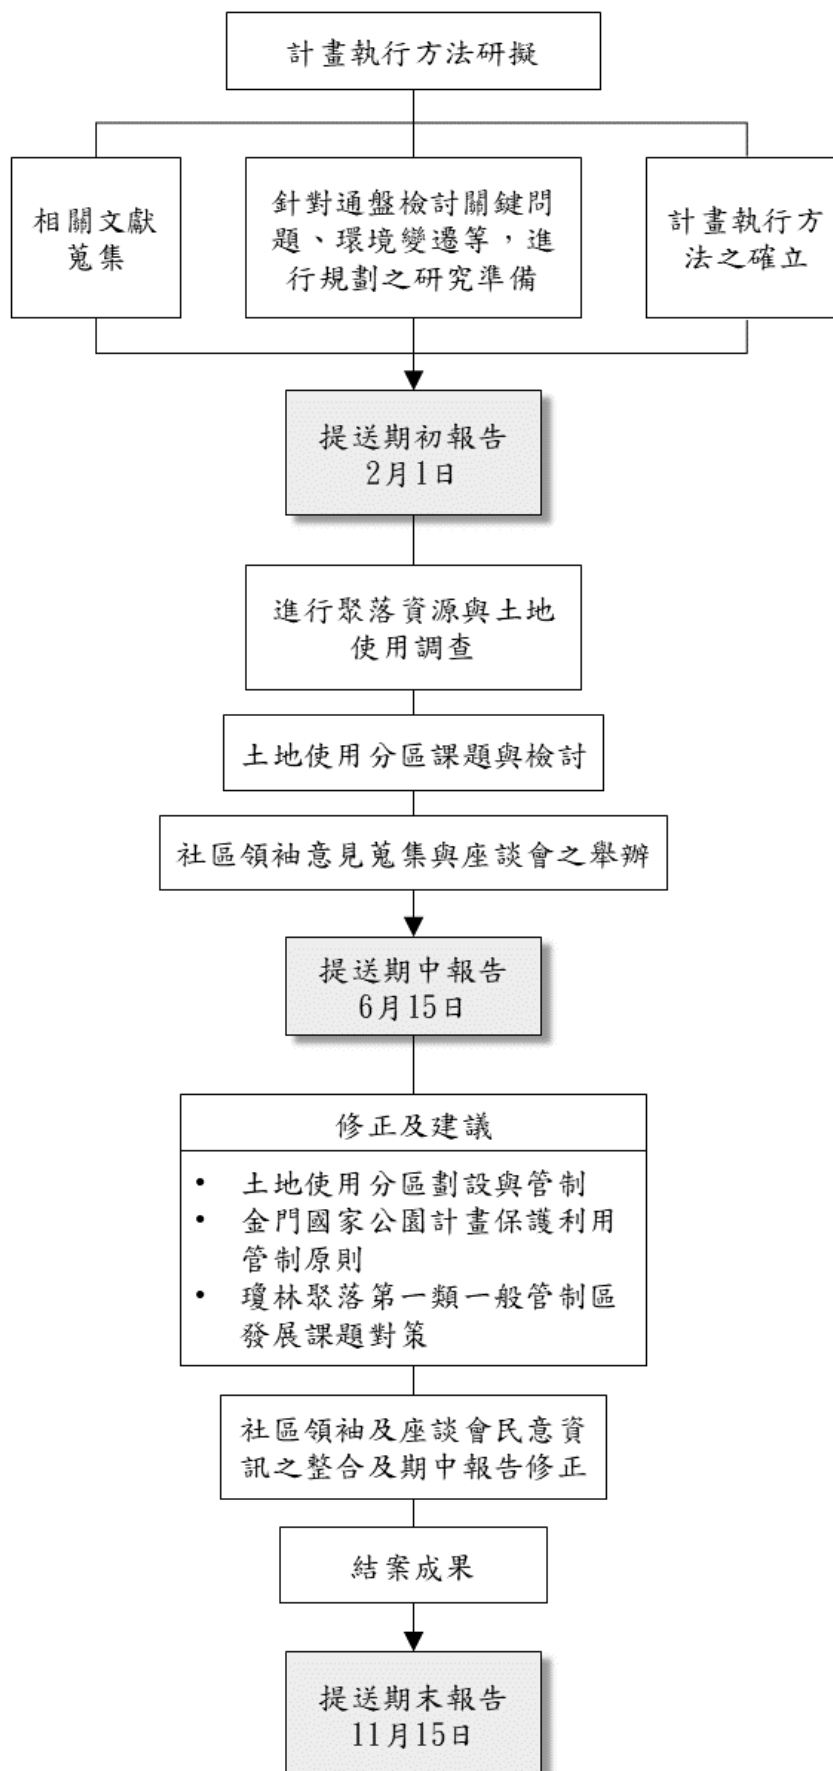 計畫執行方法研擬
相關文獻
蒐集
針對通盤檢討關鍵問
題、環境變遷等，進
行規劃之研究準備
計畫執行方
法之確立
提送期初報告
2月1日
進行聚落資源與土地
使用調查
土地使用分區課題與檢討
社區領袖意見蒐集與座談會之舉辦
提送期中報告
6月15日
修正及建議
• 土地使用分區劃設與管制
• 金門國家公園計畫保護利用
管制原則
• 瓊林聚落第一類一般管制區
發展課題對策
社區領袖及座談會民意資
訊之整合及期中報告修正
結案成果
提送期末報告
11月15日